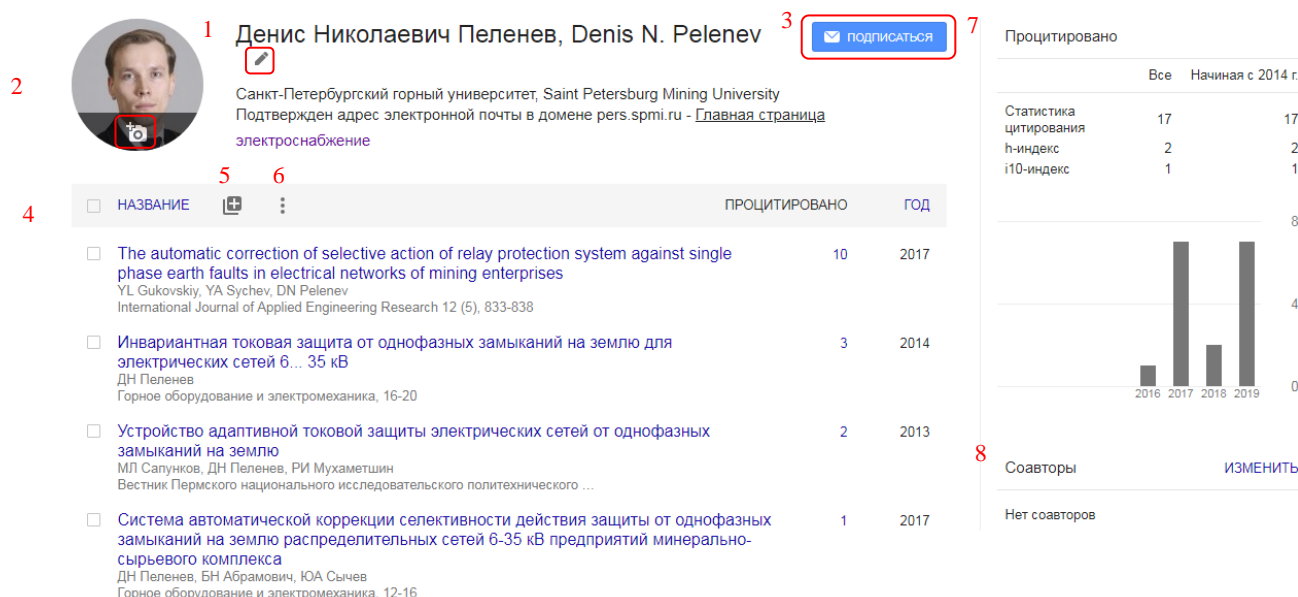 1
Денис Николаевич Пеленев, Denis N. Pelenev
3
ПОДПИСАТЬСЯ
7
2
Санкт-Петербургский горный университет, Saint Petersburg Mining University
Подтвержден адрес электронной почты в домене pers.spmi.ru - Главная страница
электроснабжение
5
6
4
НАЗВАНИЕ
ПРОЦИТИРОВАНО
ГОД
The automatic correction of selective action of relay protection system against single
phase earth faults in electrical networks of mining enterprises
YL Gukovskiy, YA Sychev, DN Pelenev
International Journal of Applied Engineering Research 12 (5), 833-838
10
2017
Инвариантная токовая защита от однофазных замыканий на землю для
электрических сетей 6... 35 кВ
ДН Пеленев
Горное оборудование и электромеханика, 16-20
3
2014
Устройство адаптивной токовой защиты электрических сетей от однофазных
замыканий на землю
МЛ Сапунков, ДН Пеленев, РИ Мухаметшин
Вестник Пермского национального исследовательского политехнического ...
2
2013
Система автоматической коррекции селективности действия защиты от однофазных
замыканий на землю распределительных сетей 6-35 кВ предприятий минерально-
сырьевого комплекса
ДН Пеленев, БН Абрамович, ЮА Сычев
Горное оборудование и электромеханика, 12-16
1
2017
Процитировано
Все Начиная с 2014 г.
Статистика
цитирования
17 17
h-индекс 2 2
i10-индекс 1 1
8
4
0
2016 2017 2018 2019
8
Соавторы
ИЗМЕНИТЬ
Нет соавторов